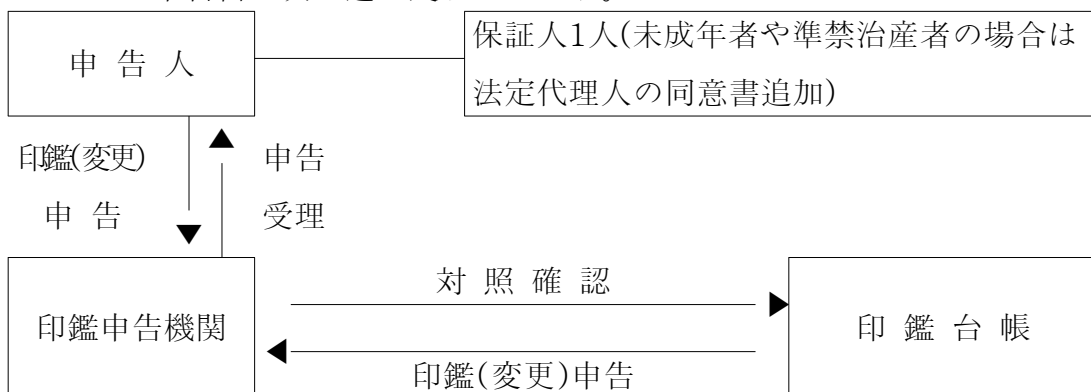 保証人1人(未成年者や準禁治産者の場合は
法定代理人の同意書追加)
申 告 人
印鑑(変更)
申 告
申告
受理
印鑑申告機関
対 照 確 認
印鑑(変更)申告
印 鑑 台 帳